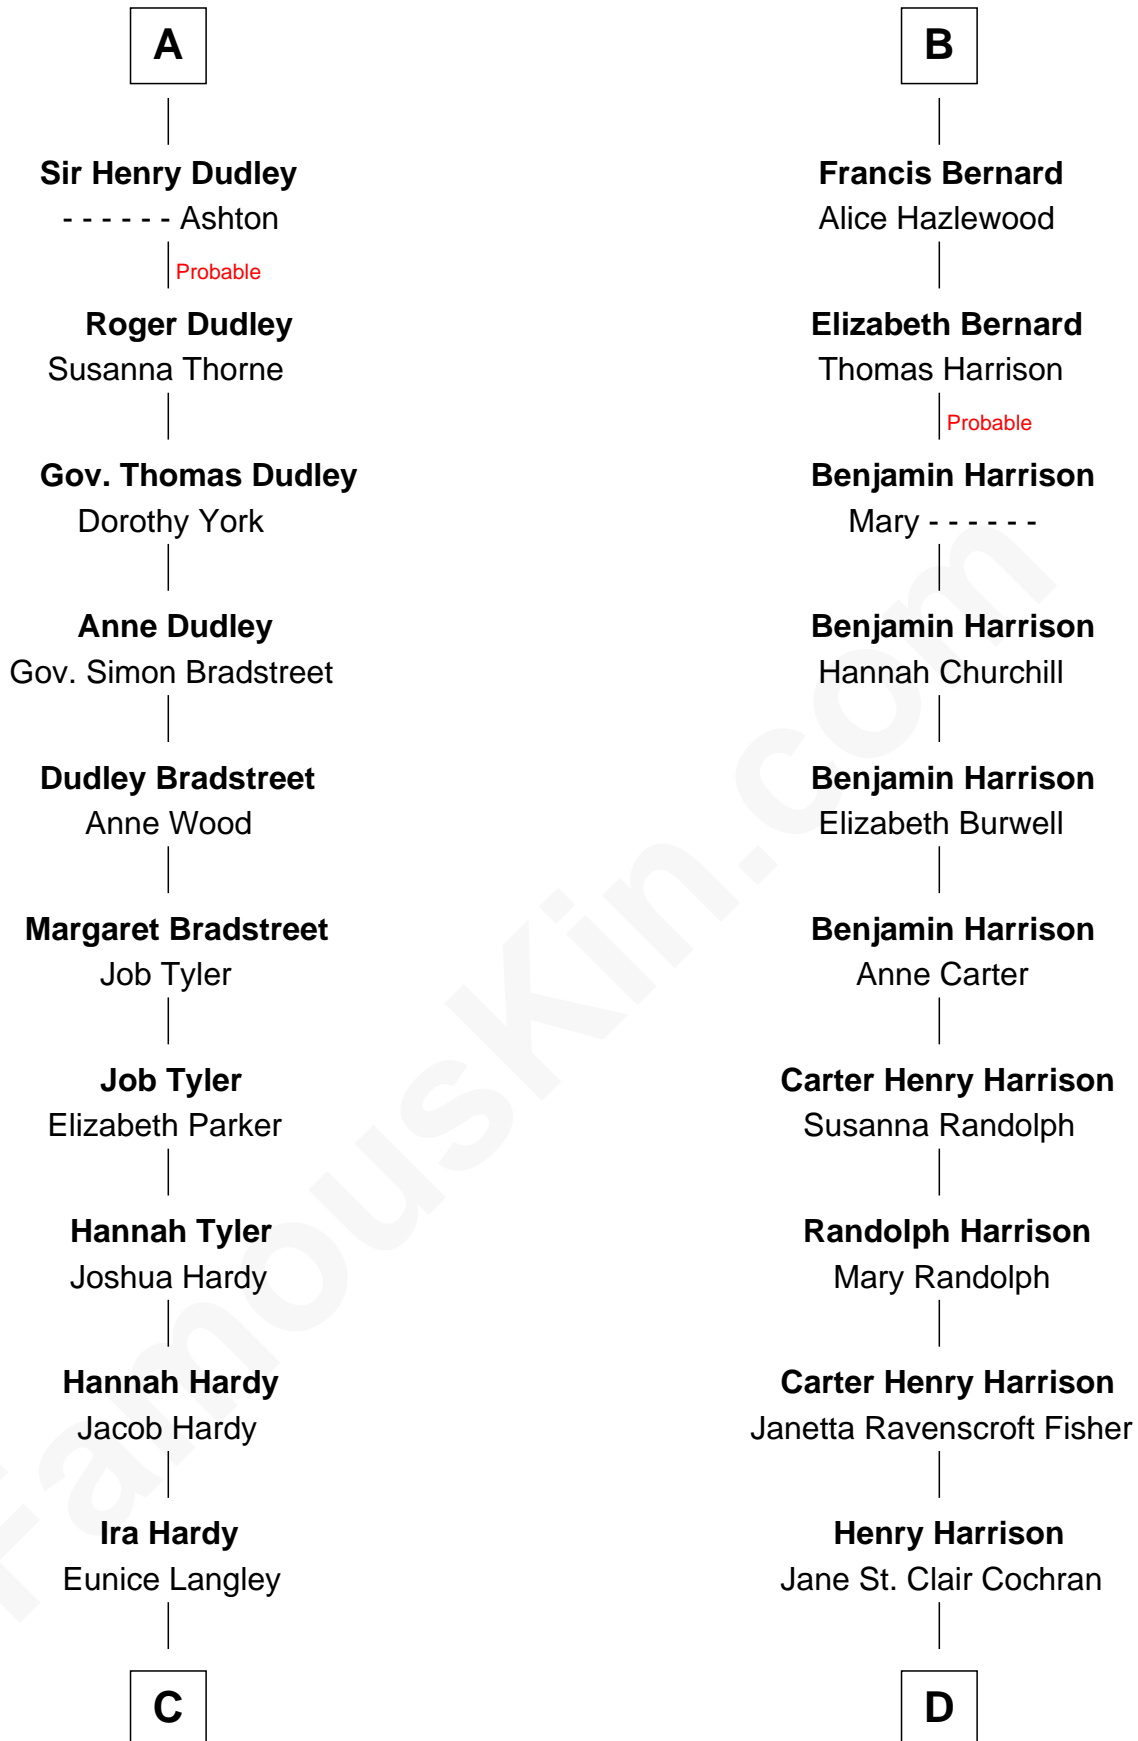 A
Sir Henry Dudley
- - - - - - Ashton
Probable
Roger Dudley
Susanna Thorne
Gov. Thomas Dudley
Dorothy York
Anne Dudley
Gov. Simon Bradstreet
Dudley Bradstreet
Anne Wood
Margaret Bradstreet
Job Tyler
Job Tyler
Elizabeth Parker
Hannah Tyler
Joshua Hardy
Hannah Hardy
Jacob Hardy
Ira Hardy
Eunice Langley
C
B
Francis Bernard
Alice Hazlewood
Elizabeth Bernard
Thomas Harrison
Probable
Benjamin Harrison
Mary - - - - - -
Benjamin Harrison
Hannah Churchill
Benjamin Harrison
Elizabeth Burwell
Benjamin Harrison
Anne Carter
Carter Henry Harrison
Susanna Randolph
Randolph Harrison
Mary Randolph
Carter Henry Harrison
Janetta Ravenscroft Fisher
Henry Harrison
Jane St. Clair Cochran
D
FamousKin.com